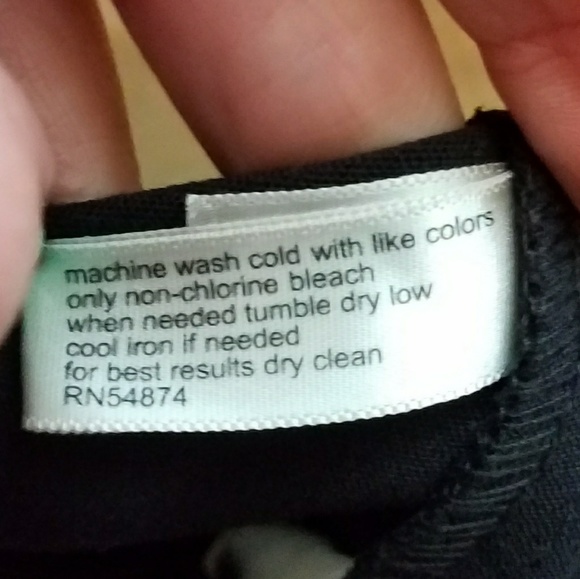 machine wash cold with like colors
only non-chlorine bleach
when needed tumble dry low
cool iron if needed
for best results dry clean
RN54874